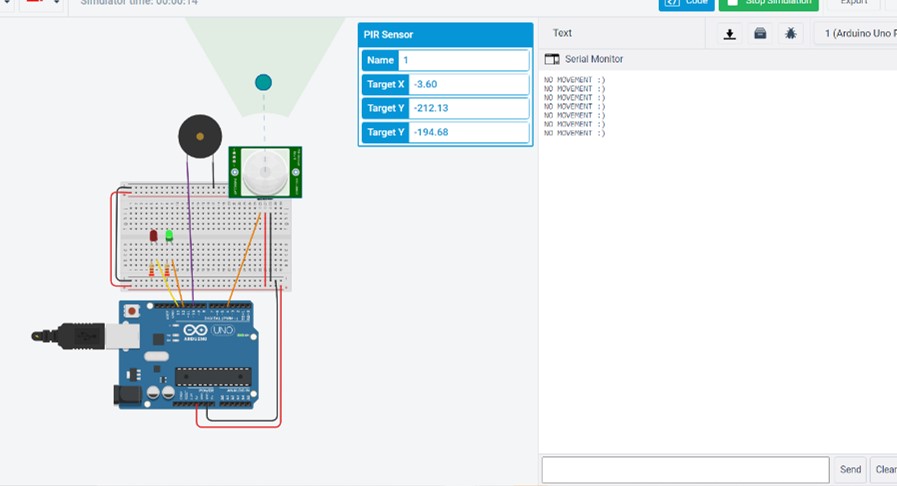 Simulator time: 00:00:14
Code
Stop Simulation
Export
PIR Sensor
Name 1
Target X -3.60
Target Y -212.13
Target Y -194.68
Text
1 (Arduino Uno R
Serial Monitor
NO MOVEMENT :)
NO MOVEMENT :)
NO MOVEMENT :)
NO MOVEMENT :)
NO MOVEMENT :)
NO MOVEMENT :)
NO MOVEMENT :)
UNO
ARDUINO
Send
Clear